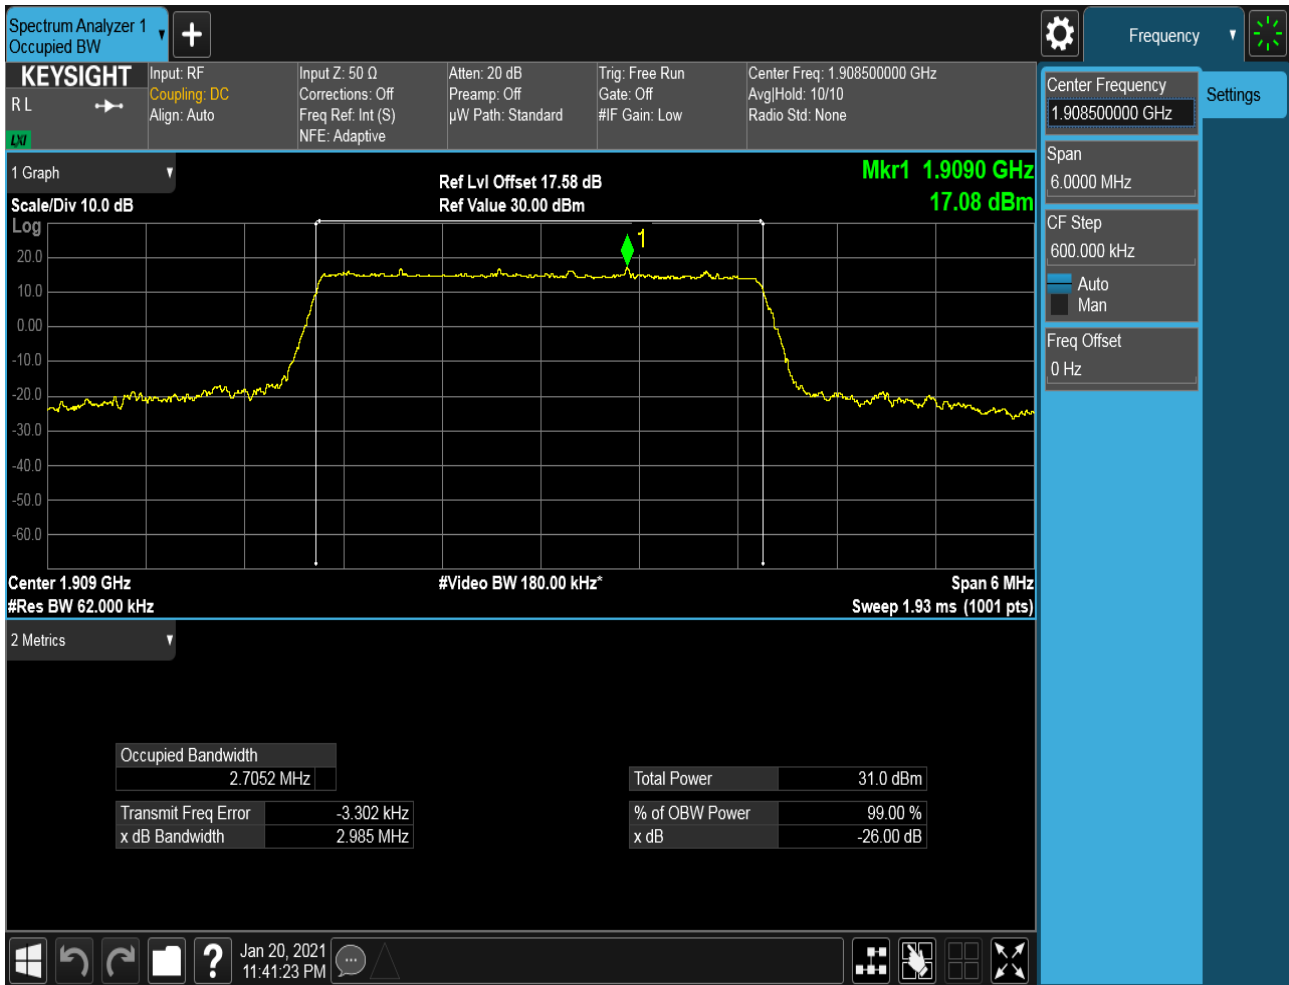 Spectrum Analyzer 1
Occupied BW
Frequency
KEYSIGHT
R L
LXI
Input: RF
Coupling: DC
Align: Auto
Input Z: 50 Ω
Corrections: Off
Freq Ref: Int (S)
NFE: Adaptive
Atten: 20 dB
Preamp: Off
µW Path: Standard
Trig: Free Run
Gate: Off
#IF Gain: Low
Center Freq: 1.908500000 GHz
Avg|Hold: 10/10
Radio Std: None
Center Frequency
1.908500000 GHz
Settings
Span
6.0000 MHz
CF Step
600.000 kHz
Auto
Man
Freq Offset
0 Hz
1 Graph
Scale/Div 10.0 dB
Ref Lvl Offset 17.58 dB
Ref Value 30.00 dBm
Mkr1 1.9090 GHz
17.08 dBm
Log
1
20.0
10.0
0.00
-10.0
-20.0
-30.0
-40.0
-50.0
-60.0
Center 1.909 GHz
#Video BW 180.00 kHz*
Span 6 MHz
#Res BW 62.000 kHz
Sweep 1.93 ms (1001 pts)
2 Metrics
Occupied Bandwidth
2.7052 MHz
Total Power 31.0 dBm
Transmit Freq Error -3.302 kHz
% of OBW Power 99.00 %
x dB Bandwidth 2.985 MHz
x dB -26.00 dB
?
Jan 20, 2021
11:41:23 PM